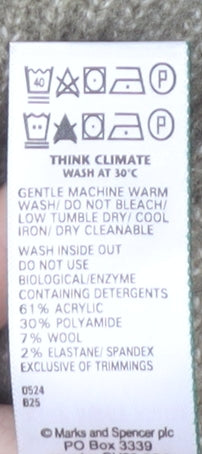 40 P
P
THINK CLIMATE
WASH AT 30°C
GENTLE MACHINE WARM
WASH/ DO NOT BLEACH/
LOW TUMBLE DRY/ COOL
IRON/ DRY CLEANABLE
WASH INSIDE OUT
DO NOT USE
BIOLOGICAL/ENZYME
CONTAINING DETERGENTS
61% ACRYLIC
30% POLYAMIDE
7% WOOL
2% ELASTANE/ SPANDEX
EXCLUSIVE OF TRIMMINGS
0524
B25
© Marks and Spencer plc
PO Box 3339